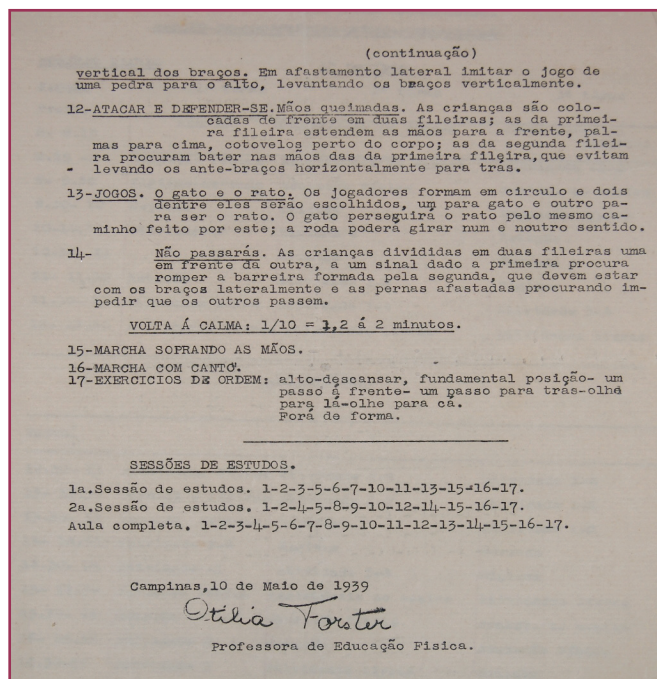 (continuação)
vertical dos braços. Em afastamento lateral imitar o jogo de
uma pedra para o alto, levantando os braços verticalmente.
12-ATACAR E DEFENDER-SE.Mãos queimadas. As crianças são colo-
cadas de frente em duas fileiras; as da primei-
ra fileira estendem as mãos para a frente, pal-
mas para cima, cotovelos perto do corpo; as da segunda filei-
ra procuram bater nas mãos das da primeira fileira,que evitam
levando os ante-braços horizontalmente para trás.
13-JOGOS. O gato e o rato. Os jogadores formam em circulo e dois
dentre eles serão escolhidos, um para gato e outro pa-
ra ser o rato. O gato perseguirá o rato pelo mesmo ca-
minho feito por este; a roda poderá girar num e noutro sentido.
14- Não passarás. As crianças divididas em duas fileiras uma
em frente da outra, a um sinal dado a primeira procura
romper a barreira formada pela segunda, que devem estar
com os braços lateralmente e as pernas afastadas procurando im-
pedir que os outros passem.
VOLTA Á CALMA: 1/10 = 1,2 á 2 minutos.
15-MARCHA SOPRANDO AS MÃOS.
16-MARCHA COM CANTO.
17-EXERCICIOS DE ORDEM: alto-descansar, fundamental posição- um
passo á frente- um passo para trás-olhe
para lá-olhe para cá.
Forá de forma.
SESSÕES DE ESTUDOS.
1a.Sessão de estudos. 1-2-3-5-6-7-10-11-13-15-16-17.
2a.Sessão de estudos. 1-2-4-5-8-9-10-12-14-15-16-17.
Aula completa. 1-2-3-4-5-6-7-8-9-10-11-12-13-14-15-16-17.
Campinas,10 de Maio de 1939
Otilia Forster
Professora de Educação Fisica.